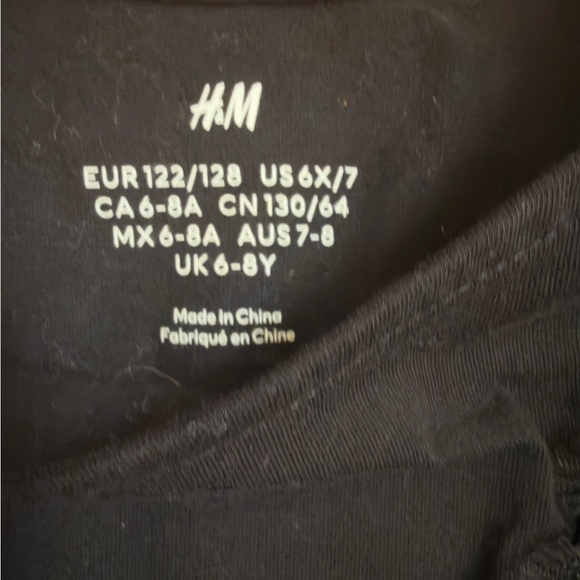 H&M
EUR 122/128 US 6X/7
CA 6-8A CN 130/64
MX 6-8A AUS 7-8
UK 6-8Y
Made in China
Fabriqué en Chine